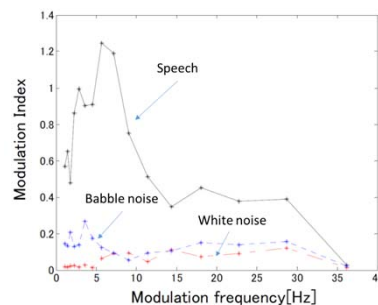 1.4
1.2
1
0.8
0.6
0.4
0.2
0
Modulation Index
Speech
Babble noise
White noise
0 5 10 15 20 25 30 35 40
Modulation frequency[Hz]